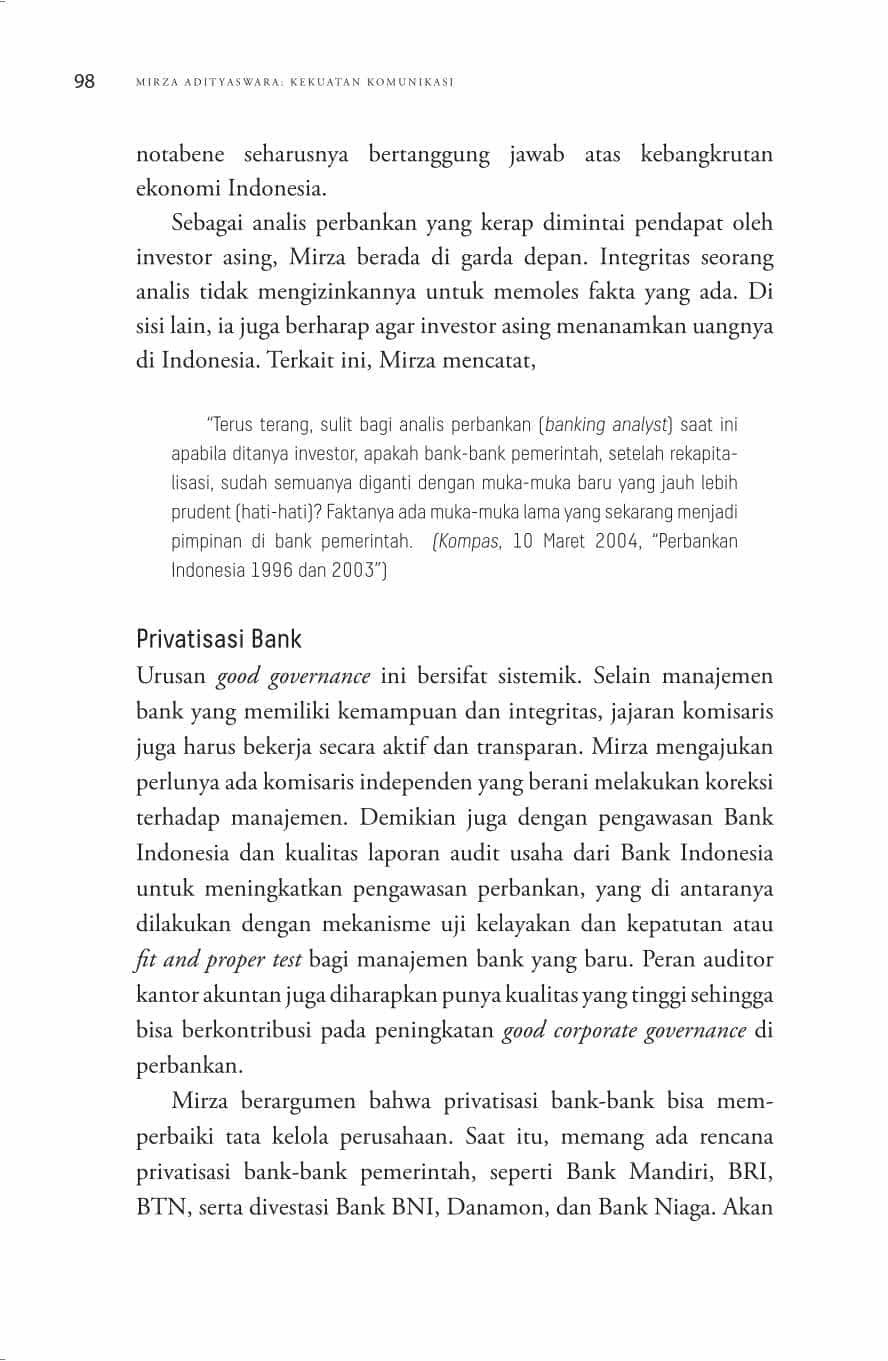 98
MIRZA ADITYASWARA: KEKUATAN KOMUNIKASI
notabene seharusnya bertanggung jawab atas kebangkrutan
ekonomi Indonesia.
Sebagai analis perbankan yang kerap dimintai pendapat oleh
investor asing, Mirza berada di garda depan. Integritas seorang
analis tidak mengizinkannya untuk memoles fakta yang ada. Di
sisi lain, ia juga berharap agar investor asing menanamkan uangnya
di Indonesia. Terkait ini, Mirza mencatat,
“Terus terang, sulit bagi analis perbankan (banking analyst) saat ini
apabila ditanya investor, apakah bank-bank pemerintah, setelah rekapita-
lisasi, sudah semuanya diganti dengan muka-muka baru yang jauh lebih
prudent (hati-hati)? Faktanya ada muka-muka lama yang sekarang menjadi
pimpinan di bank pemerintah. (Kompas, 10 Maret 2004, “Perbankan
Indonesia 1996 dan 2003”)
Privatisasi Bank
Urusan good governance ini bersifat sistemik. Selain manajemen
bank yang memiliki kemampuan dan integritas, jajaran komisaris
juga harus bekerja secara aktif dan transparan. Mirza mengajukan
perlunya ada komisaris independen yang berani melakukan koreksi
terhadap manajemen. Demikian juga dengan pengawasan Bank
Indonesia dan kualitas laporan audit usaha dari Bank Indonesia
untuk meningkatkan pengawasan perbankan, yang di antaranya
dilakukan dengan mekanisme uji kelayakan dan kepatutan atau
fit and proper test bagi manajemen bank yang baru. Peran auditor
kantor akuntan juga diharapkan punya kualitas yang tinggi sehingga
bisa berkontribusi pada peningkatan good corporate governance di
perbankan.
Mirza berargumen bahwa privatisasi bank-bank bisa mem-
perbaiki tata kelola perusahaan. Saat itu, memang ada rencana
privatisasi bank-bank pemerintah, seperti Bank Mandiri, BRI,
BTN, serta divestasi Bank BNI, Danamon, dan Bank Niaga. Akan